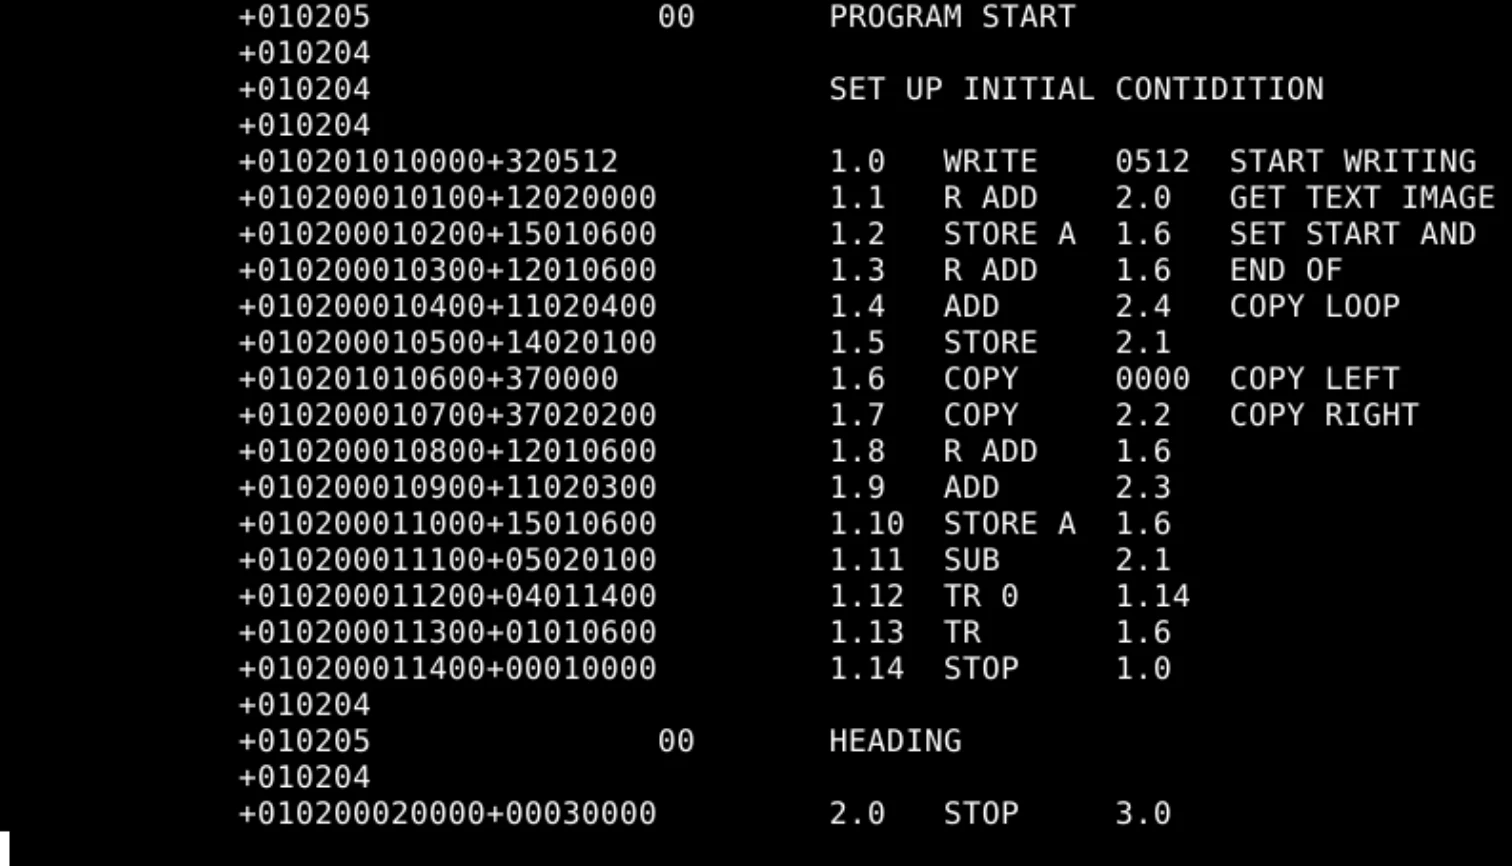 +010205 00 PROGRAM START
+010204
+010204 SET UP INITIAL CONTIDITION
+010204
+010201010000+320512 1.0 WRITE 0512 START WRITING
+010200010100+12020000 1.1 R ADD 2.0 GET TEXT IMAGE
+010200010200+15010600 1.2 STORE A 1.6 SET START AND
+010200010300+12010600 1.3 R ADD 1.6 END OF
+010200010400+11020400 1.4 ADD 2.4 COPY LOOP
+010200010500+14020100 1.5 STORE 2.1
+010201010600+370000 1.6 COPY 0000 COPY LEFT
+010200010700+37020200 1.7 COPY 2.2 COPY RIGHT
+010200010800+12010600 1.8 R ADD 1.6
+010200010900+11020300 1.9 ADD 2.3
+010200011000+15010600 1.10 STORE A 1.6
+010200011100+05020100 1.11 SUB 2.1
+010200011200+04011400 1.12 TR 0 1.14
+010200011300+01010600 1.13 TR 1.6
+010200011400+00010000 1.14 STOP 1.0
+010204
+010205 00 HEADING
+010204
+010200020000+00030000 2.0 STOP 3.0